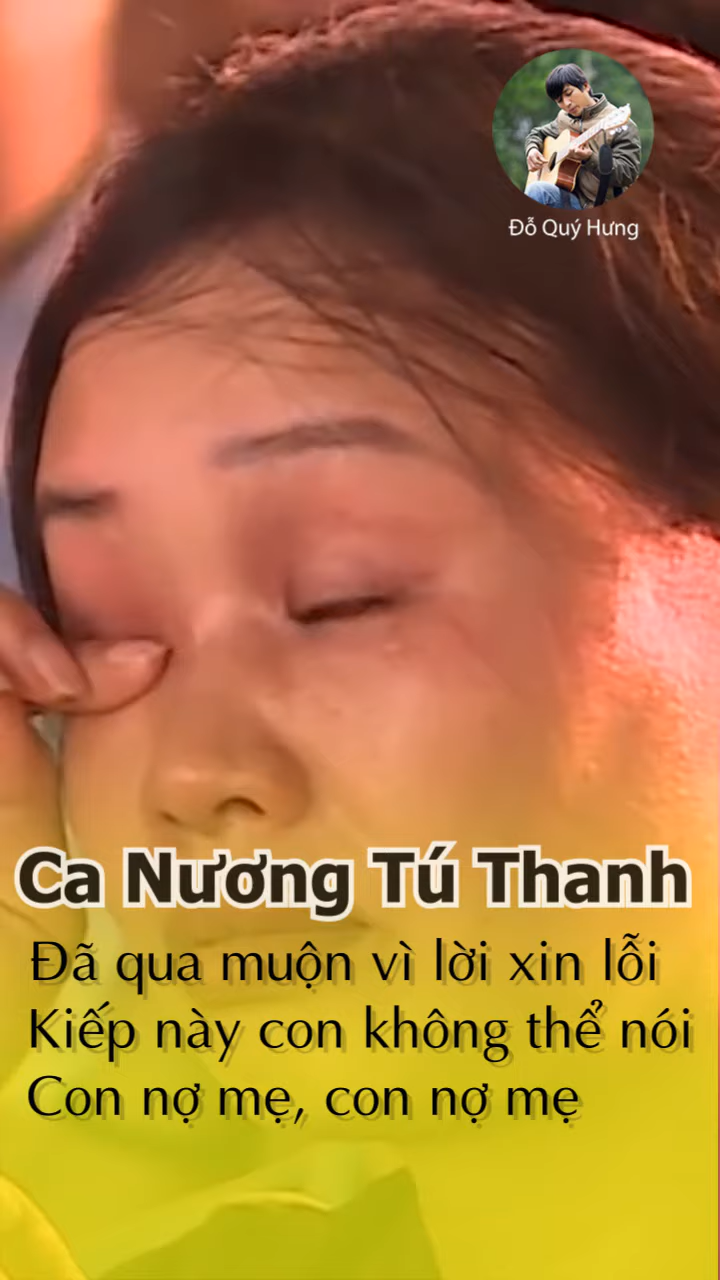 Đỗ Quý Hưng
Ca Nương Tú Thanh
Đã qua muộn vì lời xin lỗi
Kiếp này con không thể nói
Con nợ mẹ, con nợ mẹ